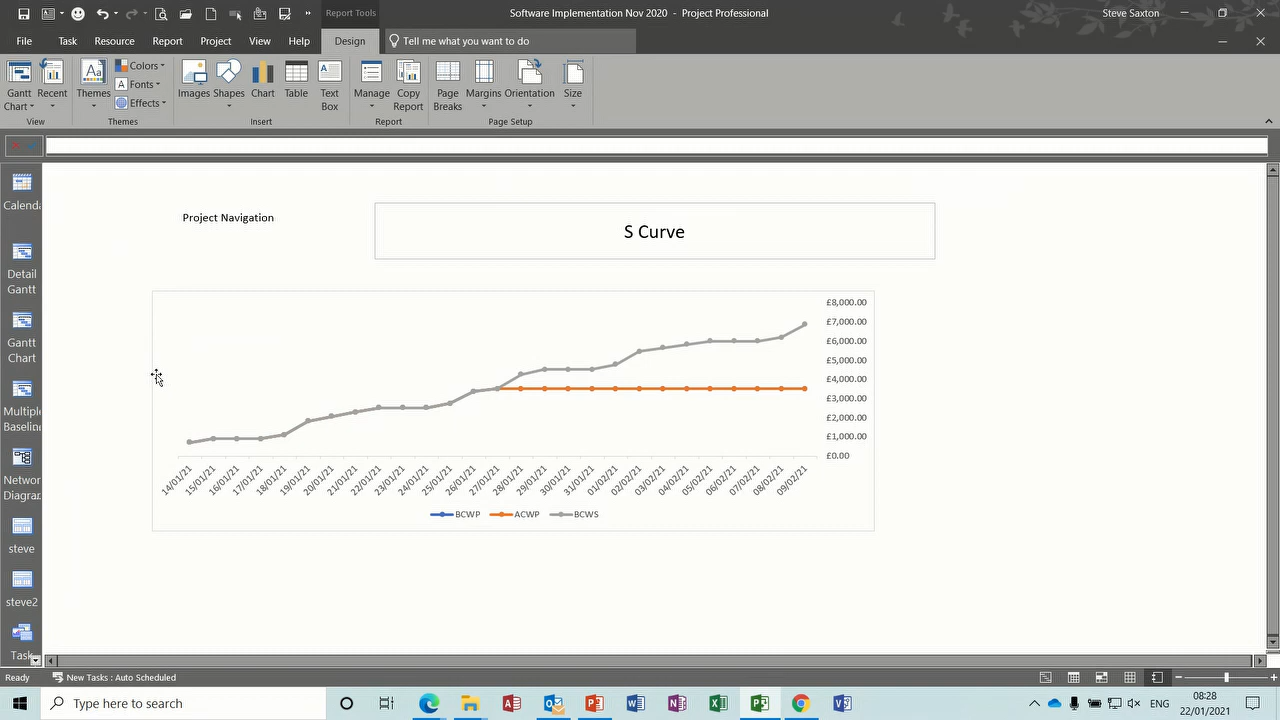 Report Tools
Software Implementation Nov 2020 - Project Professional
Steve Saxton
File Task Resource Report Project View Help Design Tell me what you want to do
Gantt Chart
Recent
View
Themes
Colors
Fonts
Effects
Themes
Images
Shapes
Chart
Table
Text Box
Insert
Manage
Copy Report
Report
Page Breaks
Margins
Orientation
Size
Page Setup
Calenda
Detail Gantt
Gantt Chart
Multiple Baseline
Network Diagra
steve
steve2
Task
Project Navigation
S Curve
£8,000.00
£7,000.00
£6,000.00
£5,000.00
£4,000.00
£3,000.00
£2,000.00
£1,000.00
£0.00
14/01/21 15/01/21 16/01/21 17/01/21 18/01/21 19/01/21 20/01/21 21/01/21 22/01/21 23/01/21 24/01/21 25/01/21 26/01/21 27/01/21 28/01/21 29/01/21 30/01/21 31/01/21 01/02/21 02/02/21 03/02/21 04/02/21 05/02/21 06/02/21 07/02/21 08/02/21 09/02/21
BCWP ACWP BCWS
Ready New Tasks : Auto Scheduled
Type here to search
ENG
08:28
22/01/2021